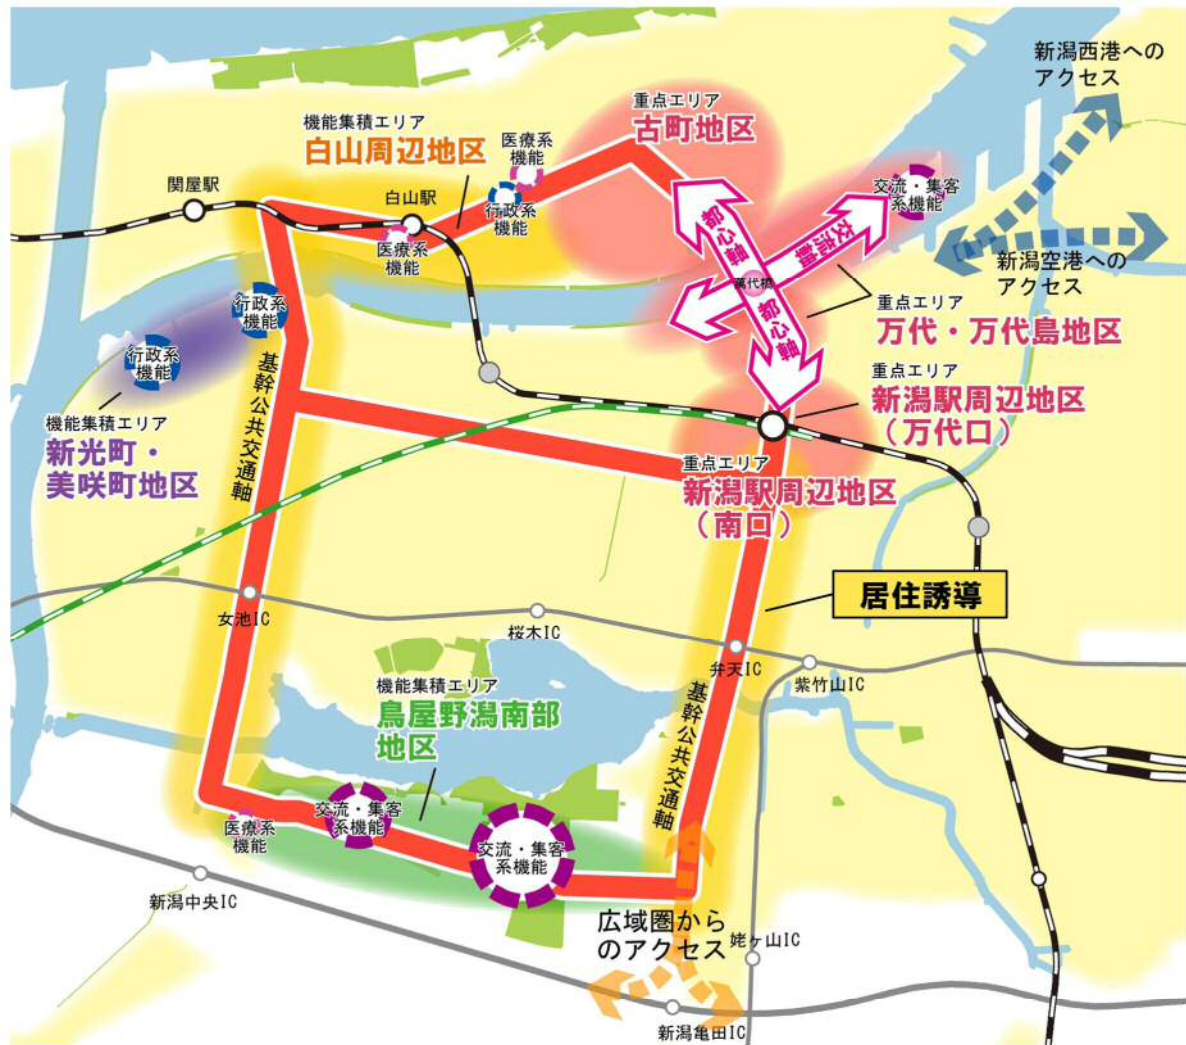 新潟西港への
アクセス
重点エリア
古町地区
機能集積エリア
白山周辺地区
医療系
機能
関屋駅
白山駅
行政系
機能
医療系
機能
交流・集客
系機能
都心軸
交流軸
萬代橋
都心軸
新潟空港への
アクセス
重点エリア
万代・万代島地区
行政系
機能
行政系
機能
重点エリア
新潟駅周辺地区
（万代口）
機能集積エリア
新光町・
美咲町地区
基幹公共交通軸
重点エリア
新潟駅周辺地区
（南口）
居住誘導
女池IC
桜木IC
弁天IC
紫竹山IC
機能集積エリア
鳥屋野潟南部
地区
基幹公共交通軸
医療系
機能
交流・集客
系機能
交流・集客
系機能
新潟中央IC
広域圏から
のアクセス
姥ヶ山IC
新潟亀田IC